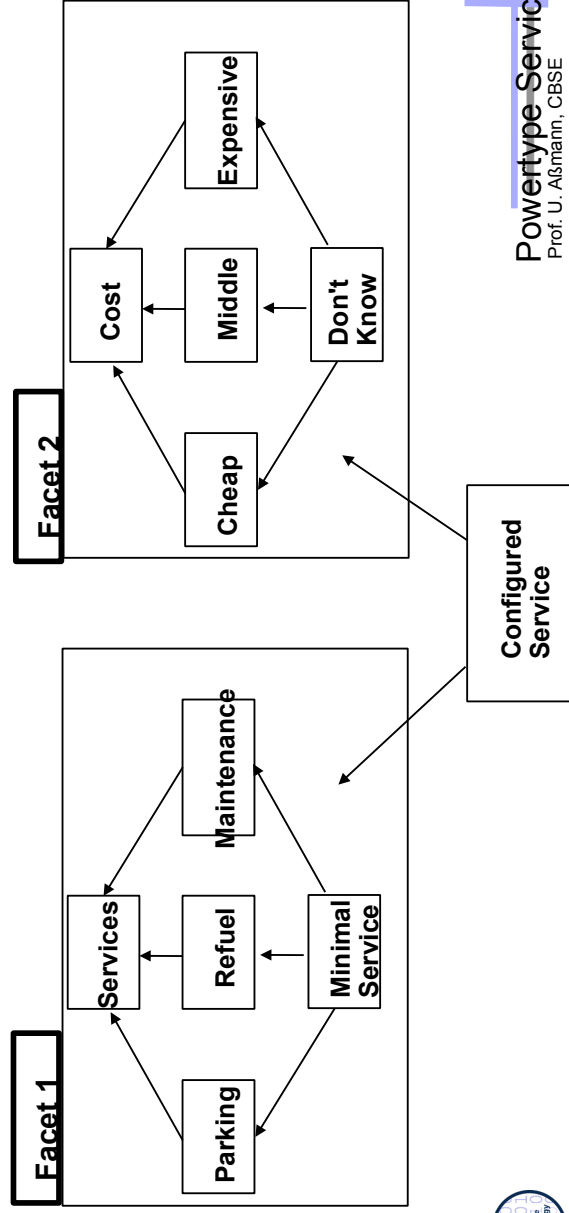 Facet 1
Services
Parking
Refuel
Maintenance
Minimal
Service
Facet 2
Cost
Cheap
Middle
Expensive
Don't
Know
Configured
Service
Powertype Servic
Prof. U. Aßmann, CBSE